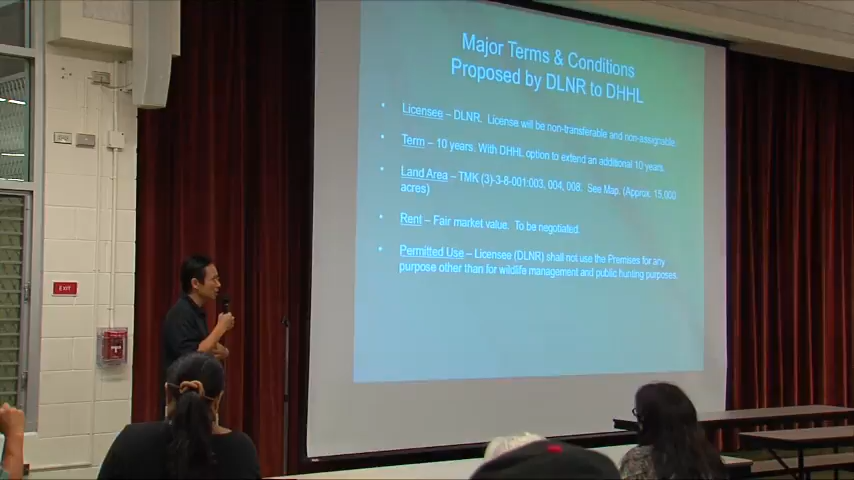 Major Terms & Conditions
Proposed by DLNR to DHHL
• Licensee – DLNR. License will be non-transferable and non-assignable.
• Term – 10 years. With DHHL option to extend an additional 10 years.
• Land Area – TMK (3)-3-8-001:003, 004, 008. See Map. (Approx. 15,000
acres)
• Rent – Fair market value. To be negotiated.
• Permitted Use – Licensee (DLNR) shall not use the Premises for any
purpose other than for wildlife management and public hunting purposes.
EXIT